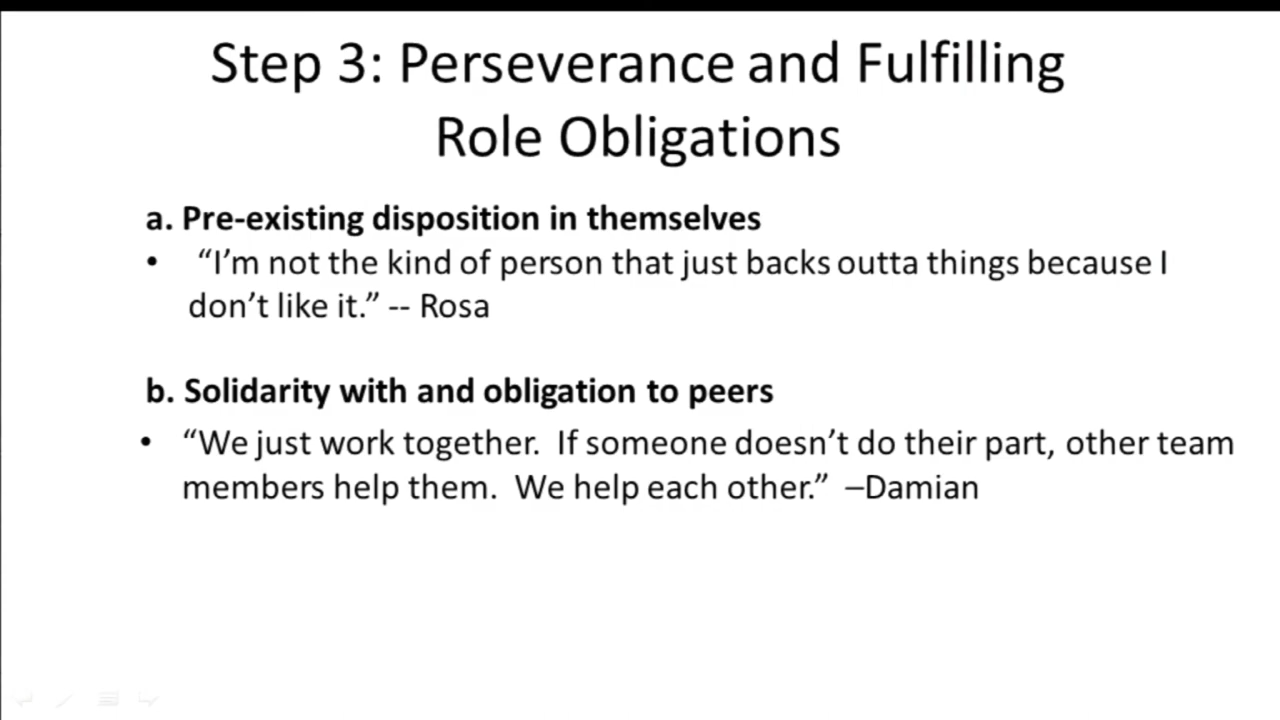 Step 3: Perseverance and Fulfilling
Role Obligations
a. Pre-existing disposition in themselves
• “I’m not the kind of person that just backs outta things because I
don’t like it.” -- Rosa
b. Solidarity with and obligation to peers
• “We just work together.  If someone doesn’t do their part, other team
members help them.  We help each other.”  –Damian